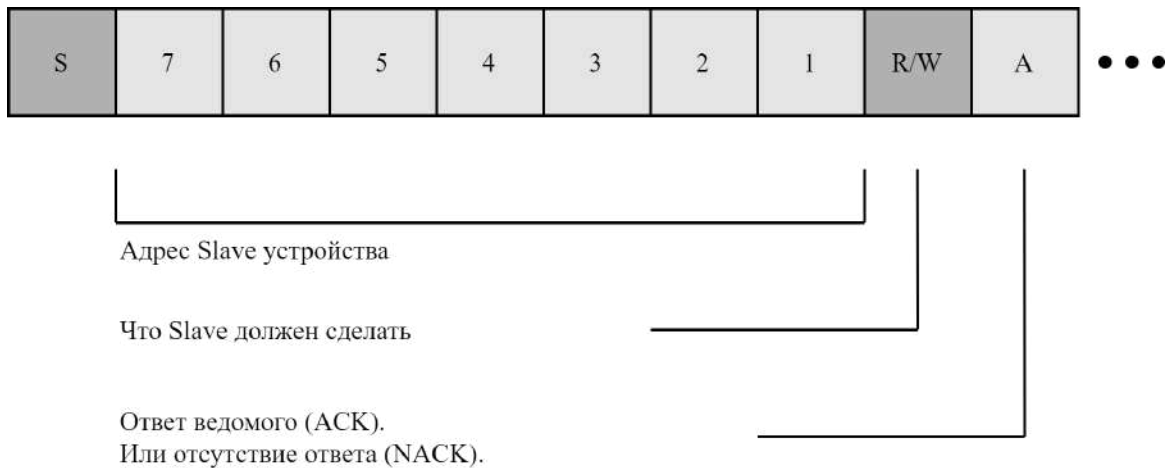 S 7 6 5 4 3 2 1 R/W A
Адрес Slave устройства
Что Slave должен сделать
Ответ ведомого (ACK).
Или отсутствие ответа (NACK).